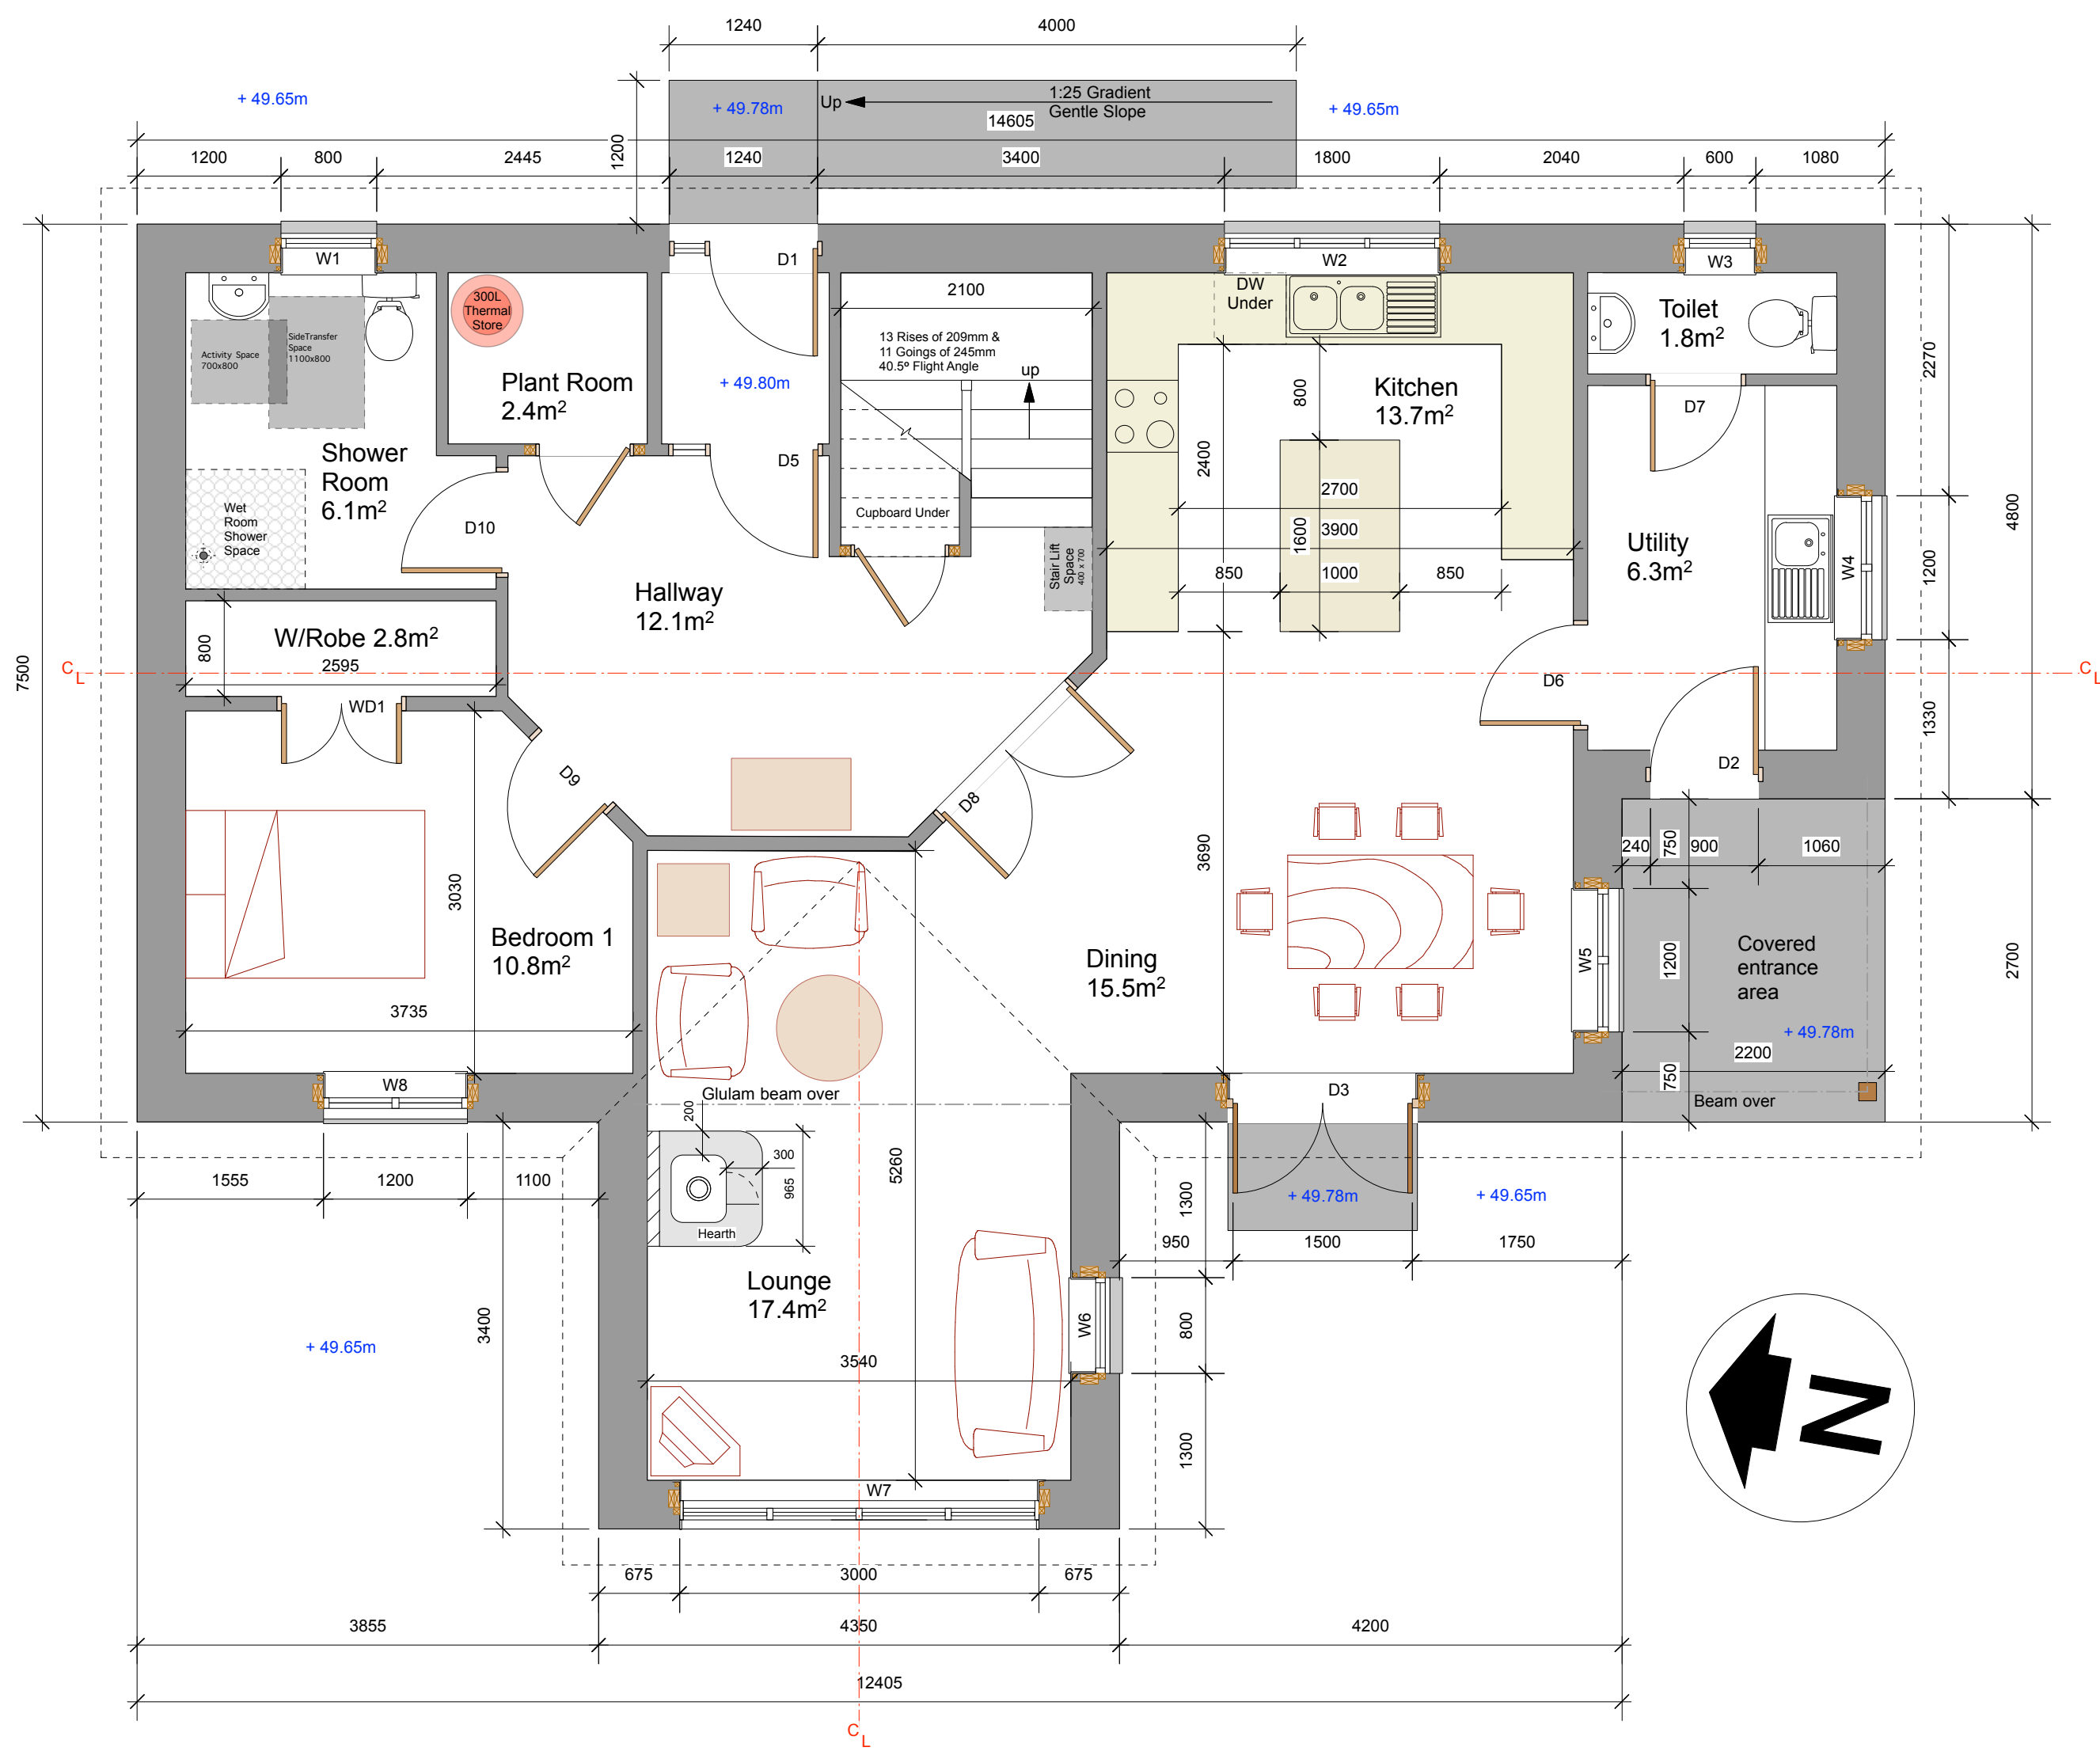 1240
4000
+ 49.65m
+ 49.78m
Up
1:25 Gradient
Gentle Slope
+ 49.65m
14605
1200
800
2445
1200
1240
3400
1800
2040
600
1080
W1
D1
W2
W3
300L
Thermal
Store
2100
DW
Under
Toilet
1.8m²
SideTransfer
Space
1100x800
Activity Space
700x800
13 Rises of 209mm &
11 Goings of 245mm
40.5º Flight Angle
up
2270
Plant Room
2.4m²
+ 49.80m
800
Kitchen
13.7m²
D7
Shower
Room
6.1m²
D5
2400
2700
Wet
Room
Shower
Space
D10
Cupboard Under
1600
3900
4800
Utility
6.3m²
W4
1200
Stair Lift
Space
400 x 700
850
1000
850
Hallway
12.1m²
W/Robe 2.8m²
800
2595
7500
C
L
C
L
D6
WD1
1330
D9
D8
D2
3690
240
750
900
1060
3030
Bedroom 1
10.8m²
Dining
15.5m²
W5
1200
Covered
entrance
area
2700
3735
+ 49.78m
2200
W8
Glulam beam over
D3
750
Beam over
200
300
965
5260
Hearth
1555
1200
1100
1300
+ 49.78m
+ 49.65m
950
1500
1750
Lounge
17.4m²
3400
+ 49.65m
W6
800
3540
N
1300
W7
675
3000
675
3855
4350
4200
12405
C
L